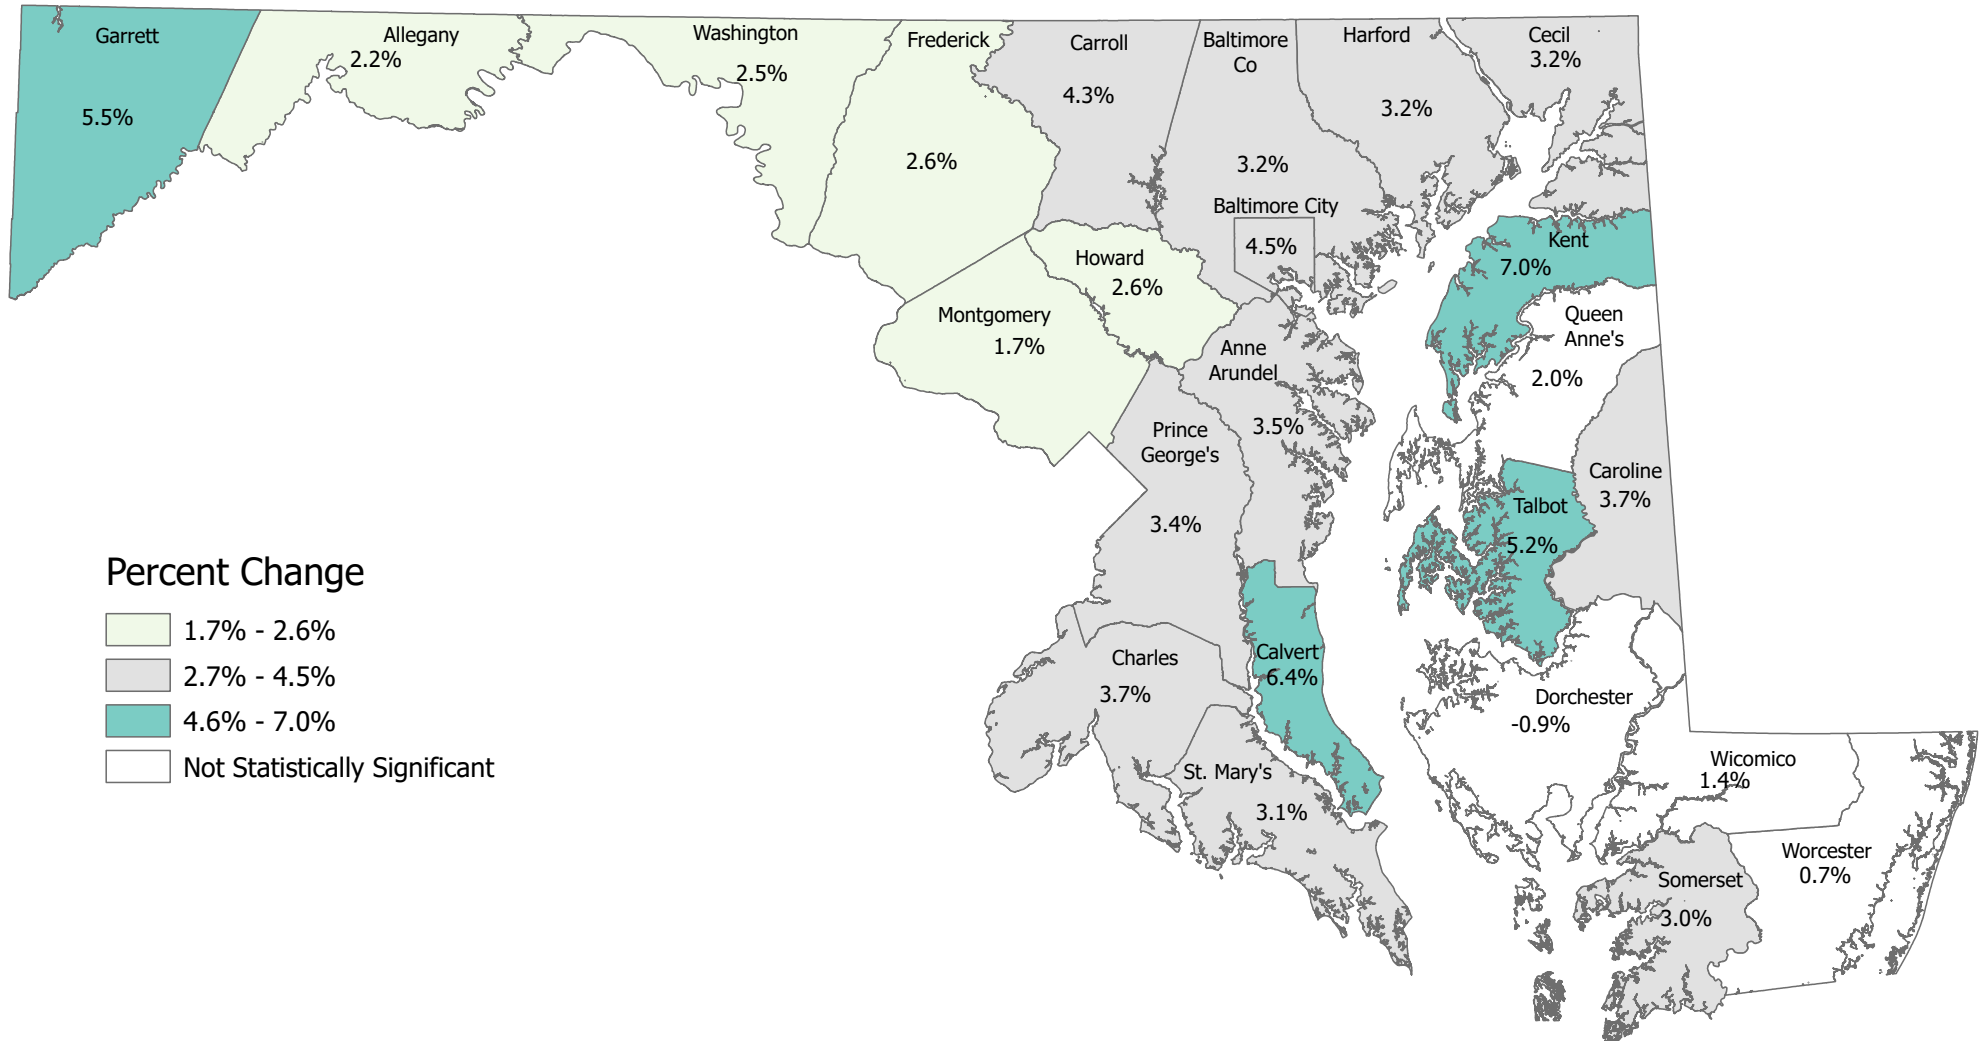 Garrett
5.5%
Allegany
2.2%
Washington
2.5%
Frederick
2.6%
Carroll
4.3%
Baltimore
Co
3.2%
Harford
3.2%
Cecil
3.2%
Baltimore City
4.5%
Kent
7.0%
Howard
2.6%
Montgomery
1.7%
Queen
Anne's
2.0%
Anne
Arundel
3.5%
Prince
George's
3.4%
Caroline
3.7%
Talbot
5.2%
Calvert
6.4%
Charles
3.7%
Dorchester
-0.9%
St. Mary's
3.1%
Wicomico
1.4%
Worcester
0.7%
Somerset
3.0%
Percent Change
1.7% - 2.6%
2.7% - 4.5%
4.6% - 7.0%
Not Statistically Significant